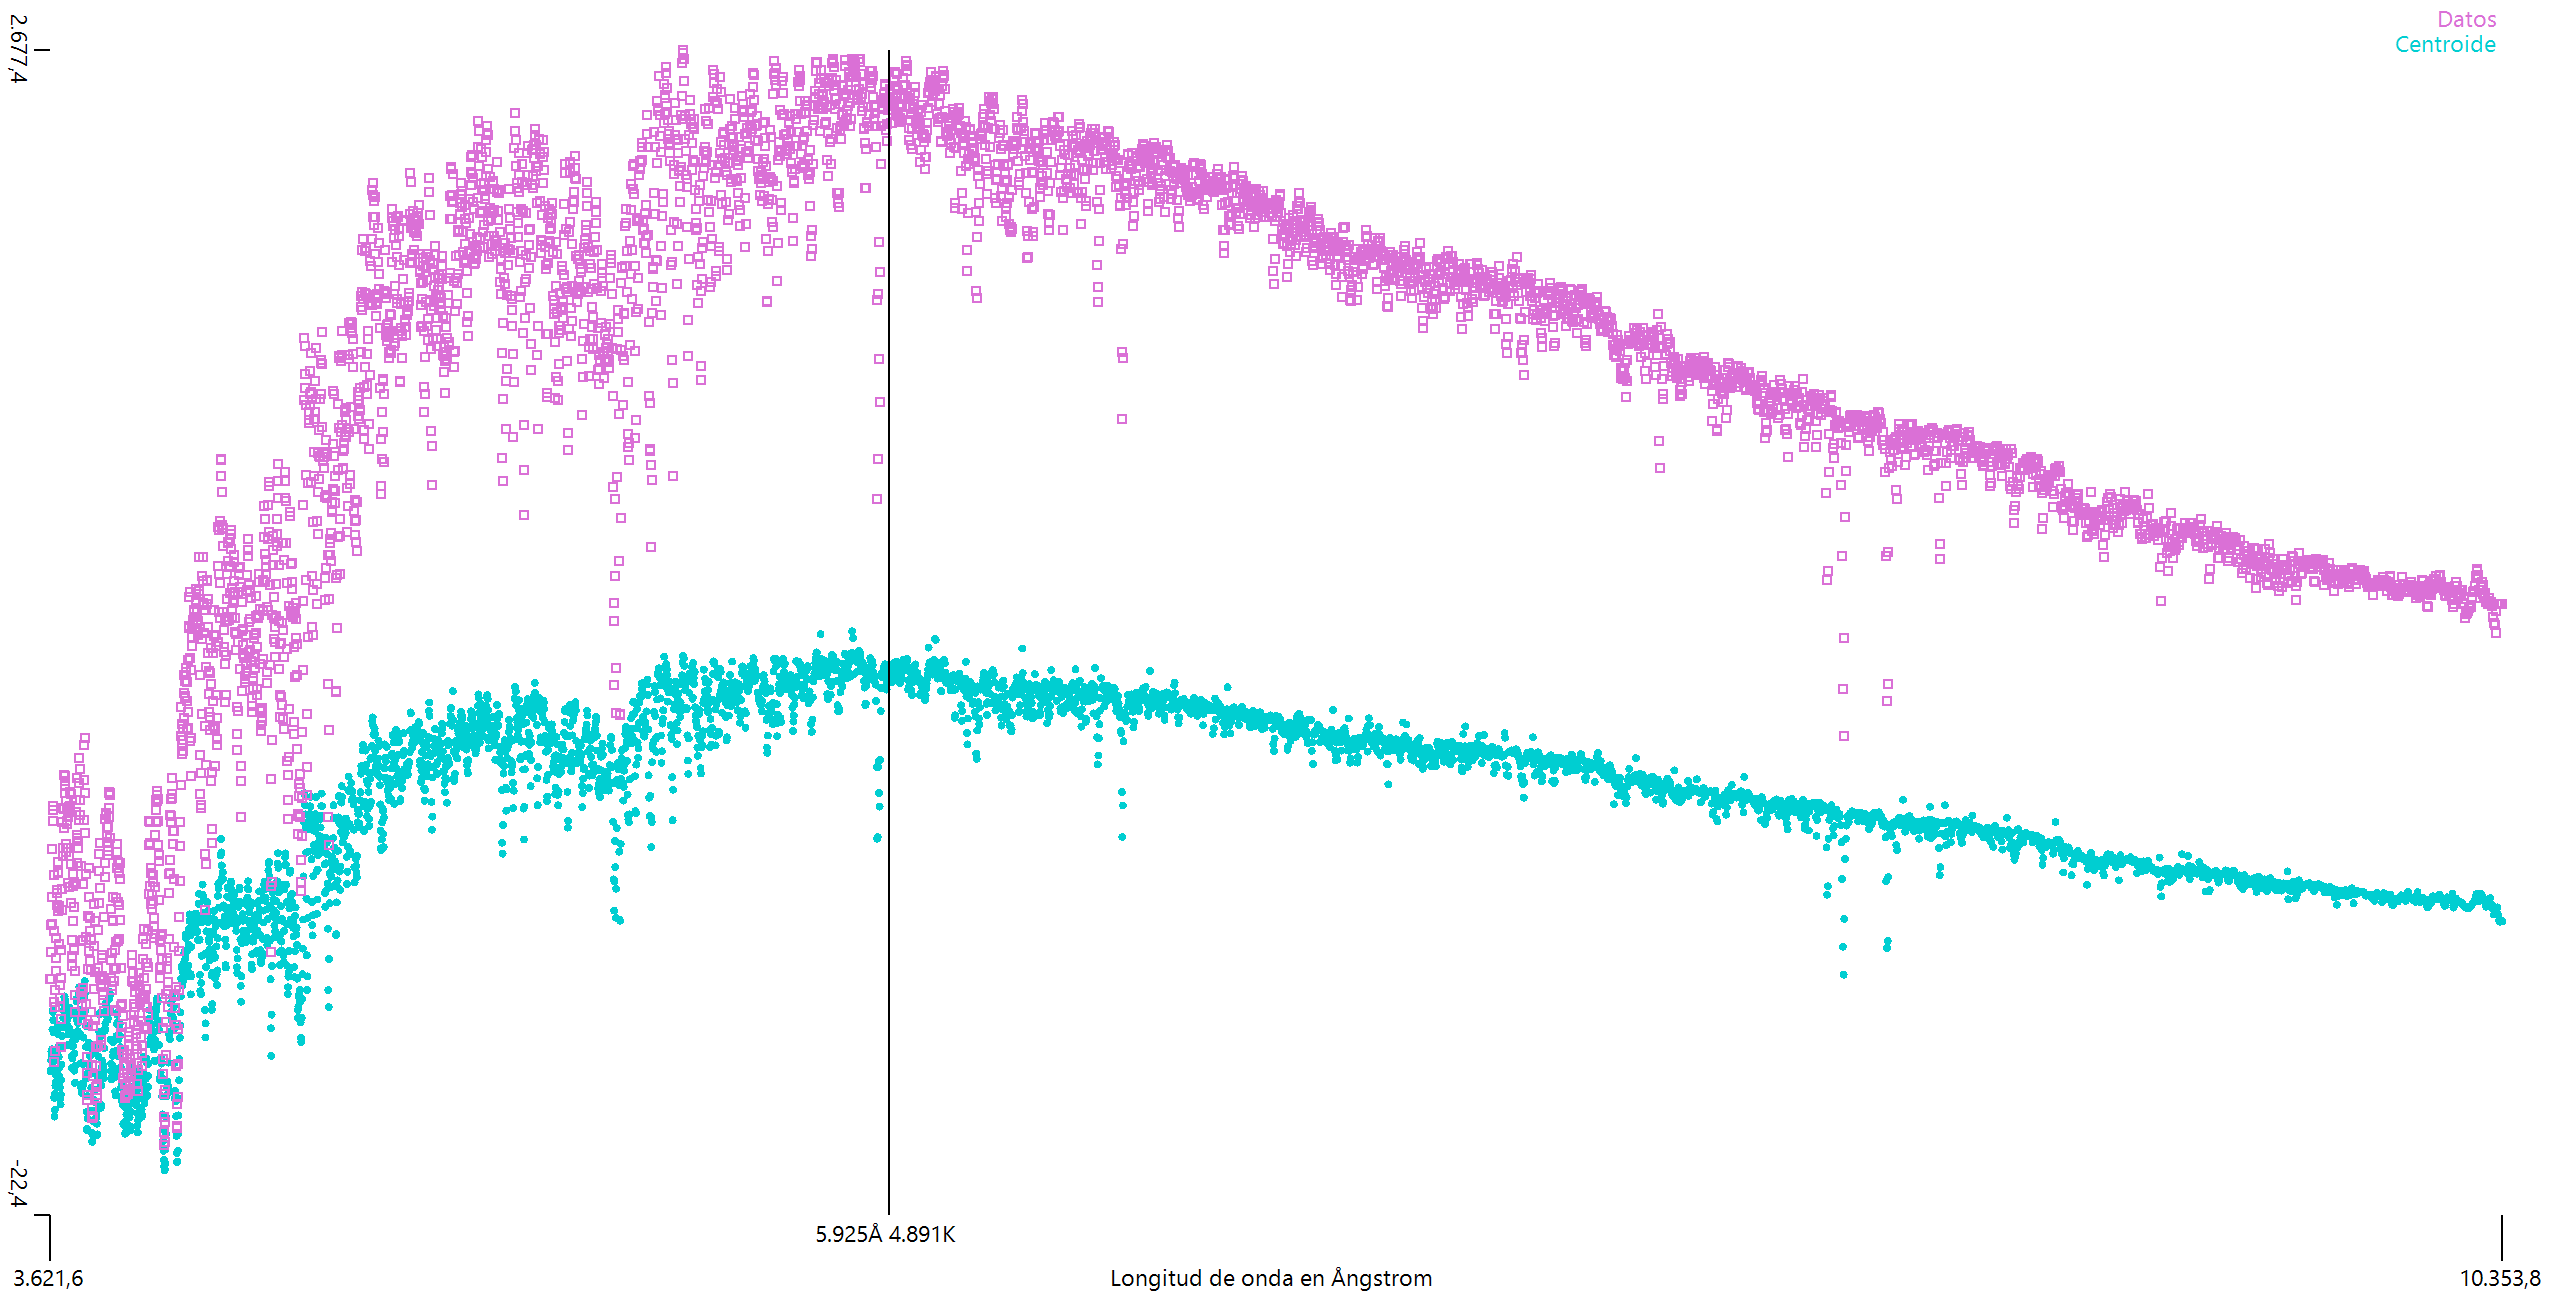 Datos
Centroide
2.677,4
-22,4
5.925Å 4.891K
3.621,6
Longitud de onda en Ångstrom
10.353,8